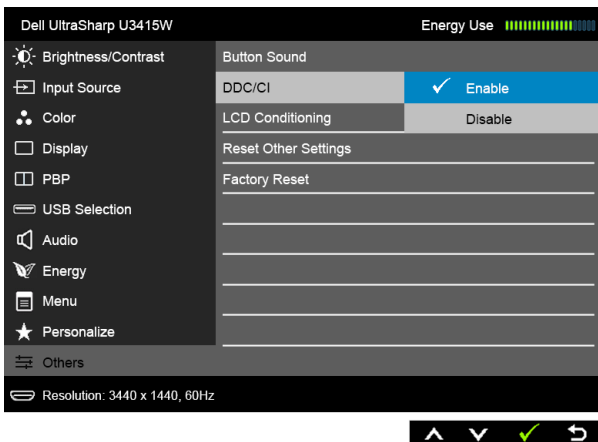 Dell UltraSharp U3415W Energy Use
Brightness/Contrast Button Sound
Input Source DDC/CI Enable
Color LCD Conditioning Disable
Display Reset Other Settings
PBP Factory Reset
USB Selection
Audio
Energy
Menu
Personalize
Others
Resolution: 3440 x 1440, 60Hz